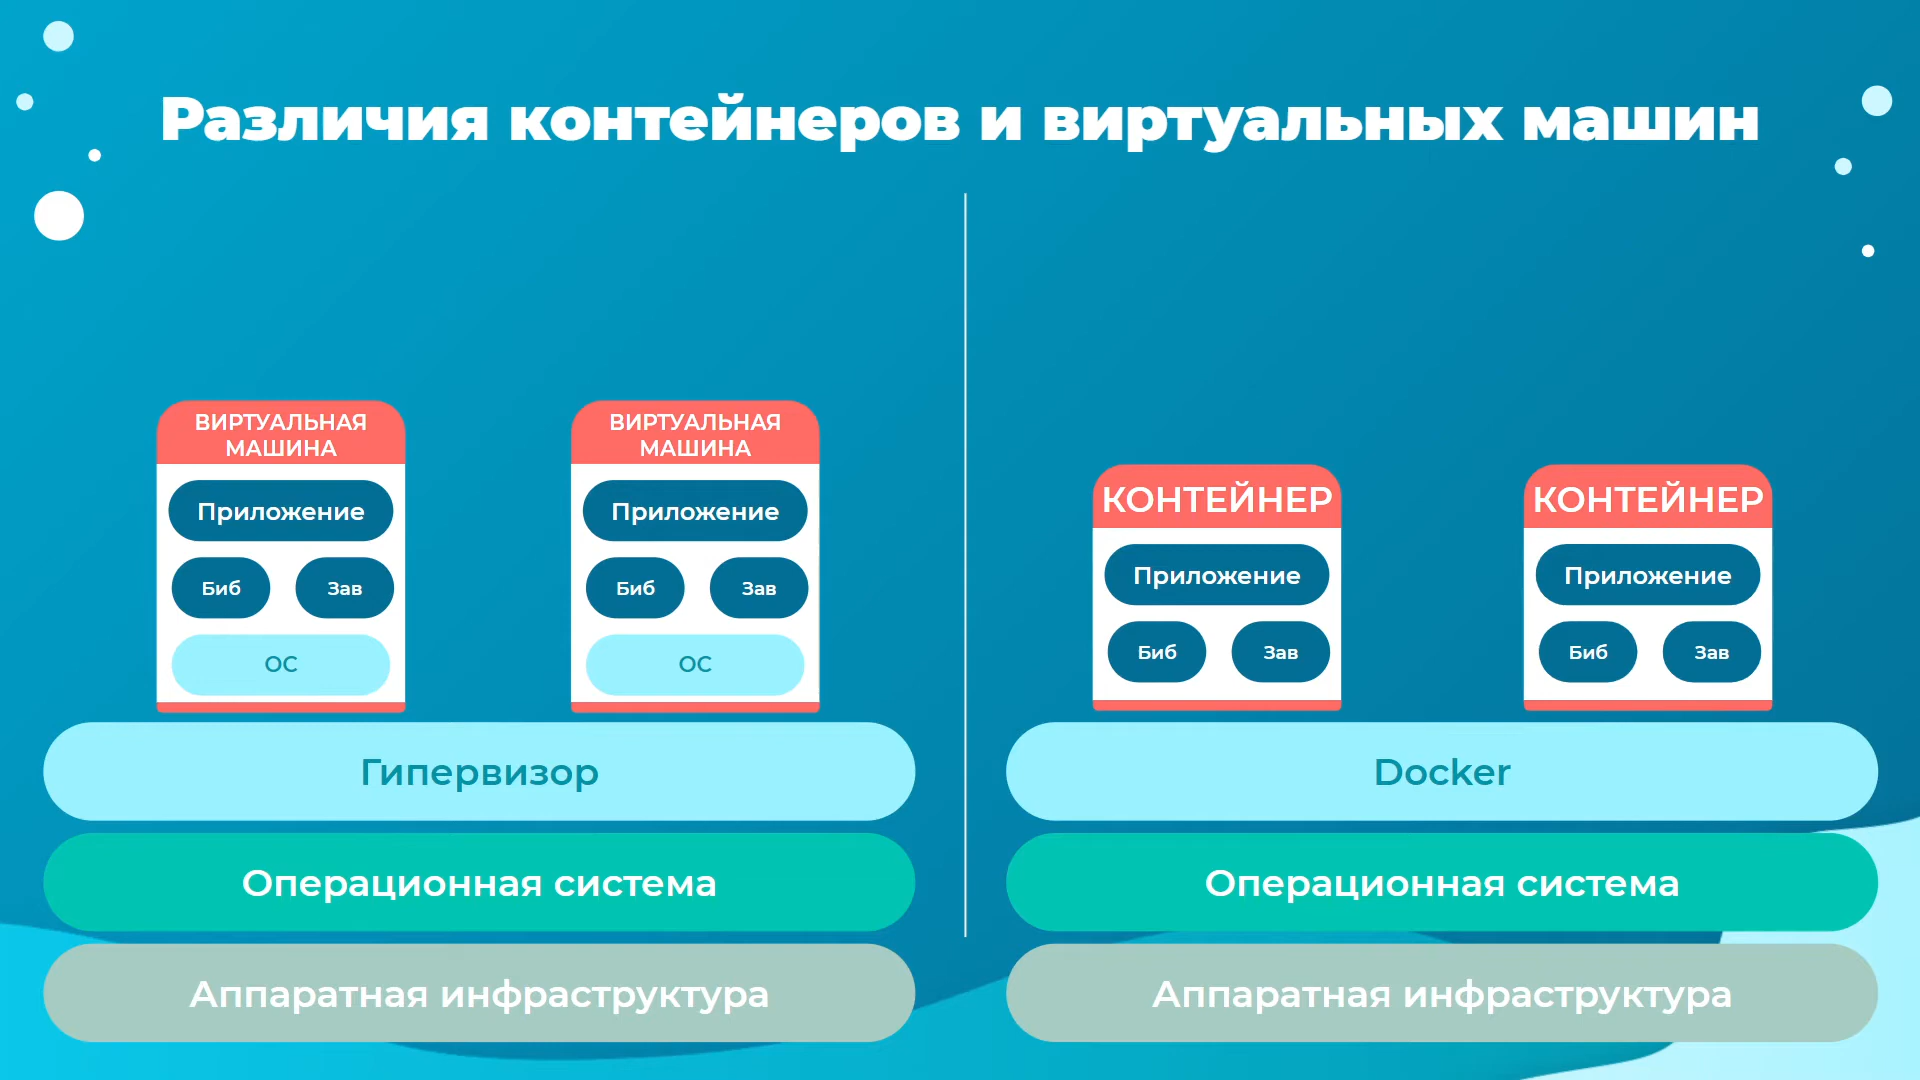 Различия контейнеров и виртуальных машин
ВИРТУАЛЬНАЯ
МАШИНА
Приложение
Биб
Зав
ОС
ВИРТУАЛЬНАЯ
МАШИНА
Приложение
Биб
Зав
ОС
Гипервизор
Операционная система
Аппаратная инфраструктура
КОНТЕЙНЕР
Приложение
Биб
Зав
КОНТЕЙНЕР
Приложение
Биб
Зав
Docker
Операционная система
Аппаратная инфраструктура